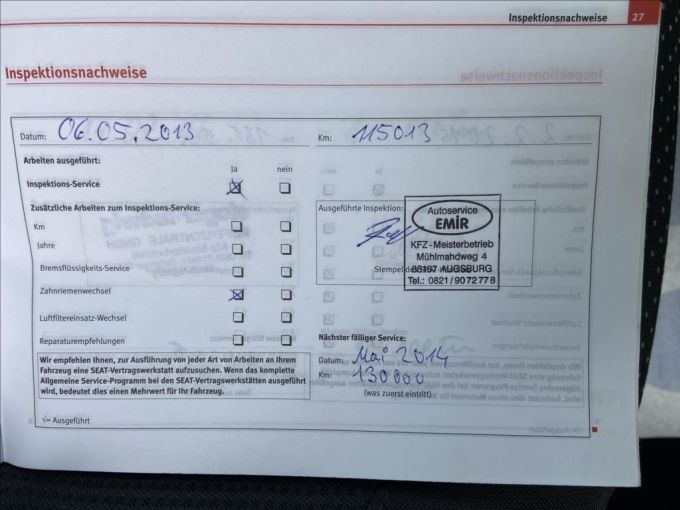 Inspektionsnachweise 27
Inspektionsnachweise
Datum: 06.05.2013 Km: 115013
Arbeiten ausgeführt:
Ja nein
Inspektions-Service
Zusätzliche Arbeiten zum Inspektions-Service:
Km
Jahre
Bremsflüssigkeits-Service
Zahnriemenwechsel
Luftfiltereinsatz-Wechsel
Reparaturempfehlungen
Ausgeführte Inspektion:
Autoservice
EMIR
KFZ-Meisterbetrieb
Mühlmahdweg 4
86167 AUGSBURG
Tel.: 0821/9072778
Nächster fälliger Service:
Datum: Mai 2014
Km: 130000
(was zuerst eintritt)
Wir empfehlen Ihnen, zur Ausführung von jeder Art von Arbeiten an Ihrem
Fahrzeug eine SEAT-Vertragswerkstatt aufzusuchen. Wenn das komplette
Allgemeine Service-Programm bei den SEAT-Vertragswerkstätten ausgeführt
wird, bedeutet dies einen Mehrwert für Ihr Fahrzeug.
√= Ausgeführt